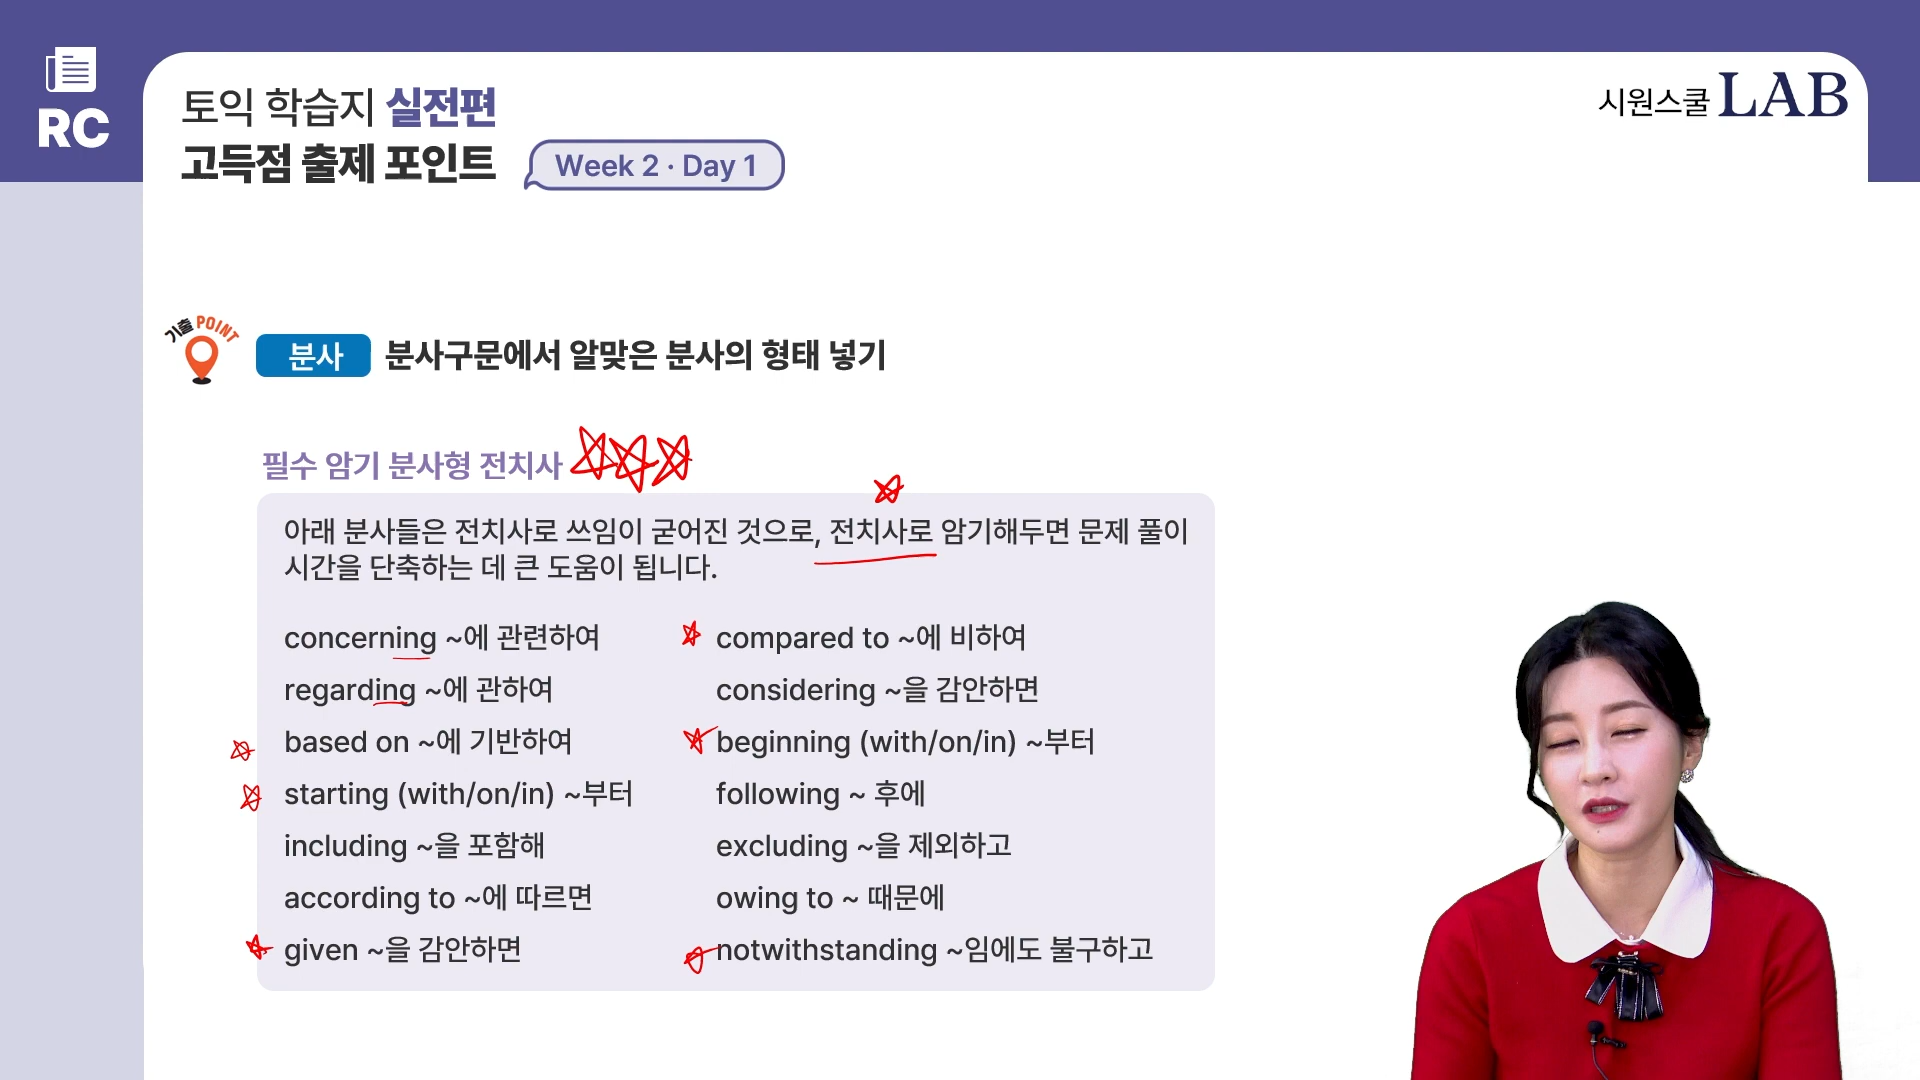 RC
토익 학습지 실전편
고득점 출제 포인트
Week 2 · Day 1
시원스쿨 LAB
기출 POINT
분사
분사구문에서 알맞은 분사의 형태 넣기
필수 암기 분사형 전치사
아래 분사들은 전치사로 쓰임이 굳어진 것으로, 전치사로 암기해두면 문제 풀이
시간을 단축하는 데 큰 도움이 됩니다.
concerning ~에 관련하여
regarding ~에 관하여
based on ~에 기반하여
starting (with/on/in) ~부터
including ~을 포함해
according to ~에 따르면
given ~을 감안하면
compared to ~에 비하여
considering ~을 감안하면
beginning (with/on/in) ~부터
following ~ 후에
excluding ~을 제외하고
owing to ~ 때문에
notwithstanding ~임에도 불구하고